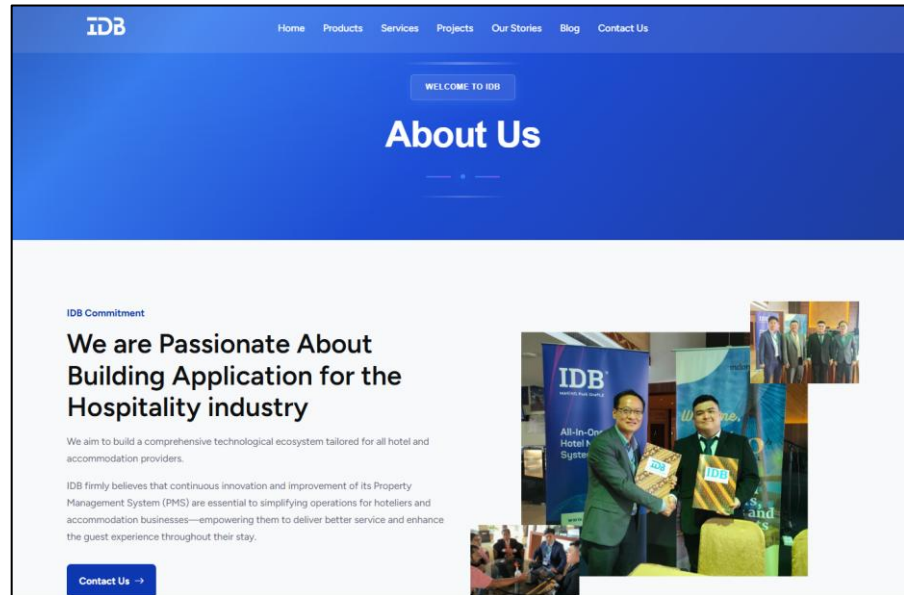 IDB
Home Products Services Projects Our Stories Blog Contact Us
WELCOME TO IDB
About Us
IDB Commitment
We are Passionate About
Building Application for the
Hospitality industry
We aim to build a comprehensive technological ecosystem tailored for all hotel and
accommodation providers.
IDB firmly believes that continuous innovation and improvement of its Property
Management System (PMS) are essential to simplifying operations for hoteliers and
accommodation businesses—empowering them to deliver better service and enhance
the guest experience throughout their stay.
Contact Us →
IDB
All-In-One
Hotel
System
IDB
IDB